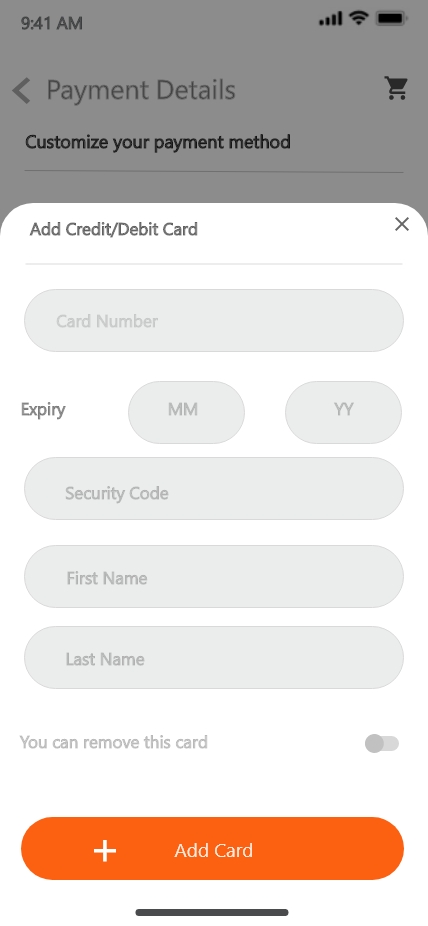 9:41 AM
Payment Details
Customize your payment method
Add Credit/Debit Card
Card Number
Expiry MM YY
Security Code
First Name
Last Name
You can remove this card
Add Card